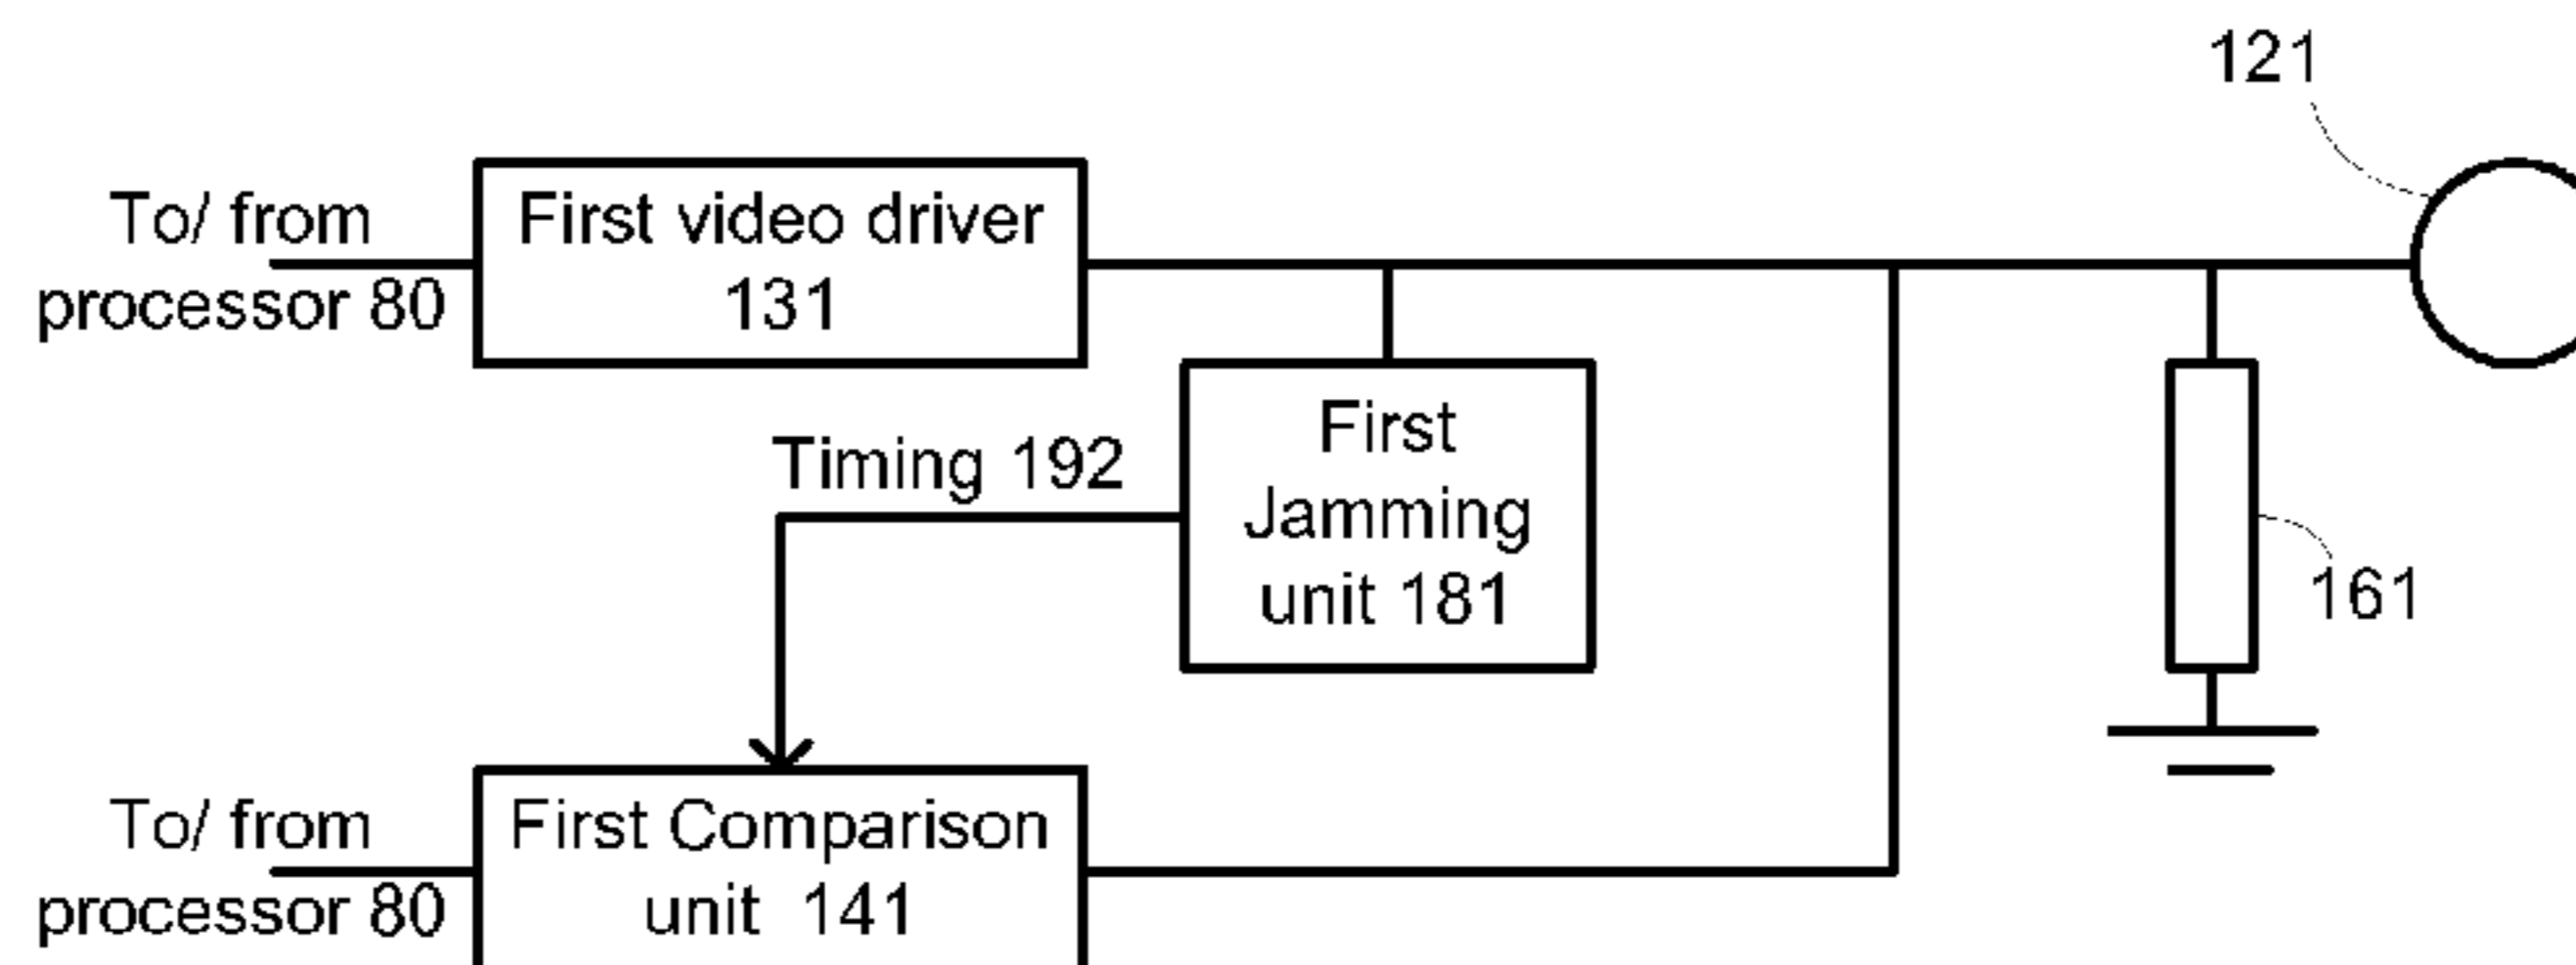 121
To/ from
processor 80
First video driver
131
First
Jamming
unit 181
Timing 192
161
To/ from
processor 80
First Comparison
unit 141